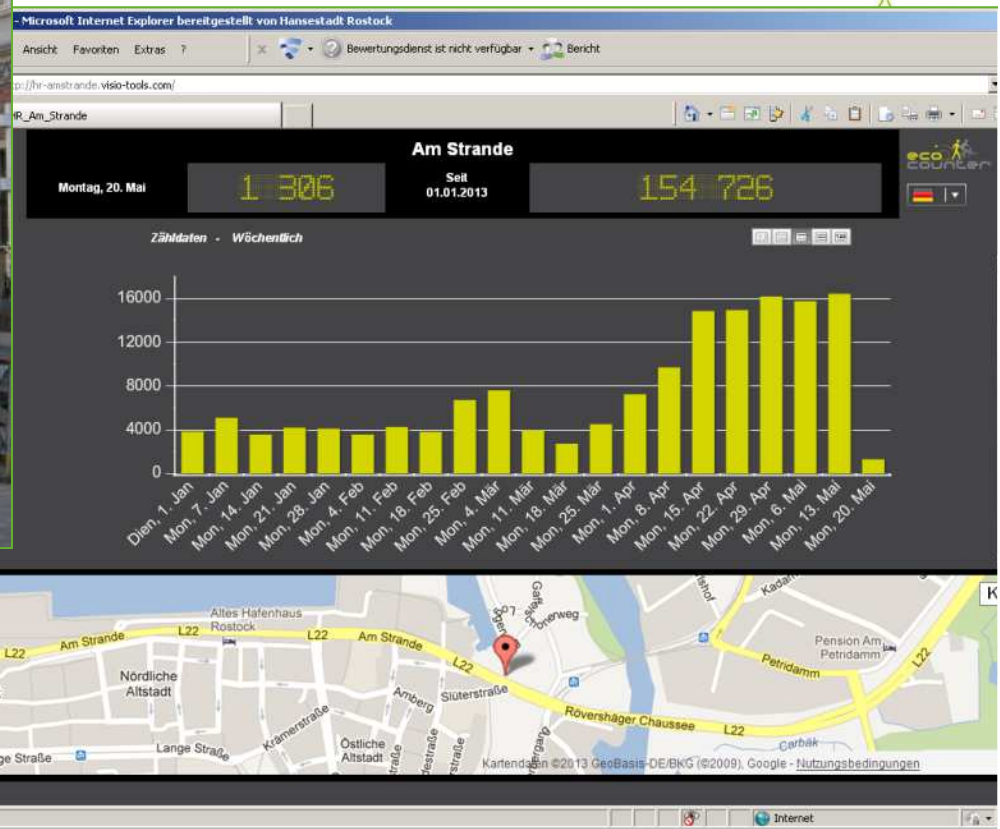 - Microsoft Internet Explorer bereitgestellt von Hansestadt Rostock
Ansicht Favoriten Extras ?
Bewertungsdienst ist nicht verfügbar Bericht
p://hr-amstrande.visio-tools.com/
HR_Am_Strande
Am Strande
Montag, 20. Mai
1 306
Seit
01.01.2013
154 726
eco
counter
Zähldaten - Wöchentlich
16000
12000
8000
4000
0
Dien, 1. Jan
Mon, 7. Jan
Mon, 14. Jan
Mon, 21. Jan
Mon, 28. Jan
Mon, 4. Feb
Mon, 11. Feb
Mon, 18. Feb
Mon, 25. Feb
Mon, 4. Mär
Mon, 11. Mär
Mon, 18. Mär
Mon, 25. Mär
Mon, 1. Apr
Mon, 8. Apr
Mon, 15. Apr
Mon, 22. Apr
Mon, 29. Apr
Mon, 6. Mai
Mon, 13. Mai
Mon, 20. Mai
Altes Hafenhaus
Rostock
L22
Am Strande
L22
L22
Am Strande
L22
Nördliche
Altstadt
Amberg
Slüterstraße
Krämerstraße
Lange Straße
ge Straße
Östliche
Altstadt
Rövershäger Chaussee
L22
Petridamm
Pension Am
Petridamm
L22
Carbäk
K
Kartendaten ©2013 GeoBasis-DE/BKG (©2009), Google - Nutzungsbedingungen
Internet